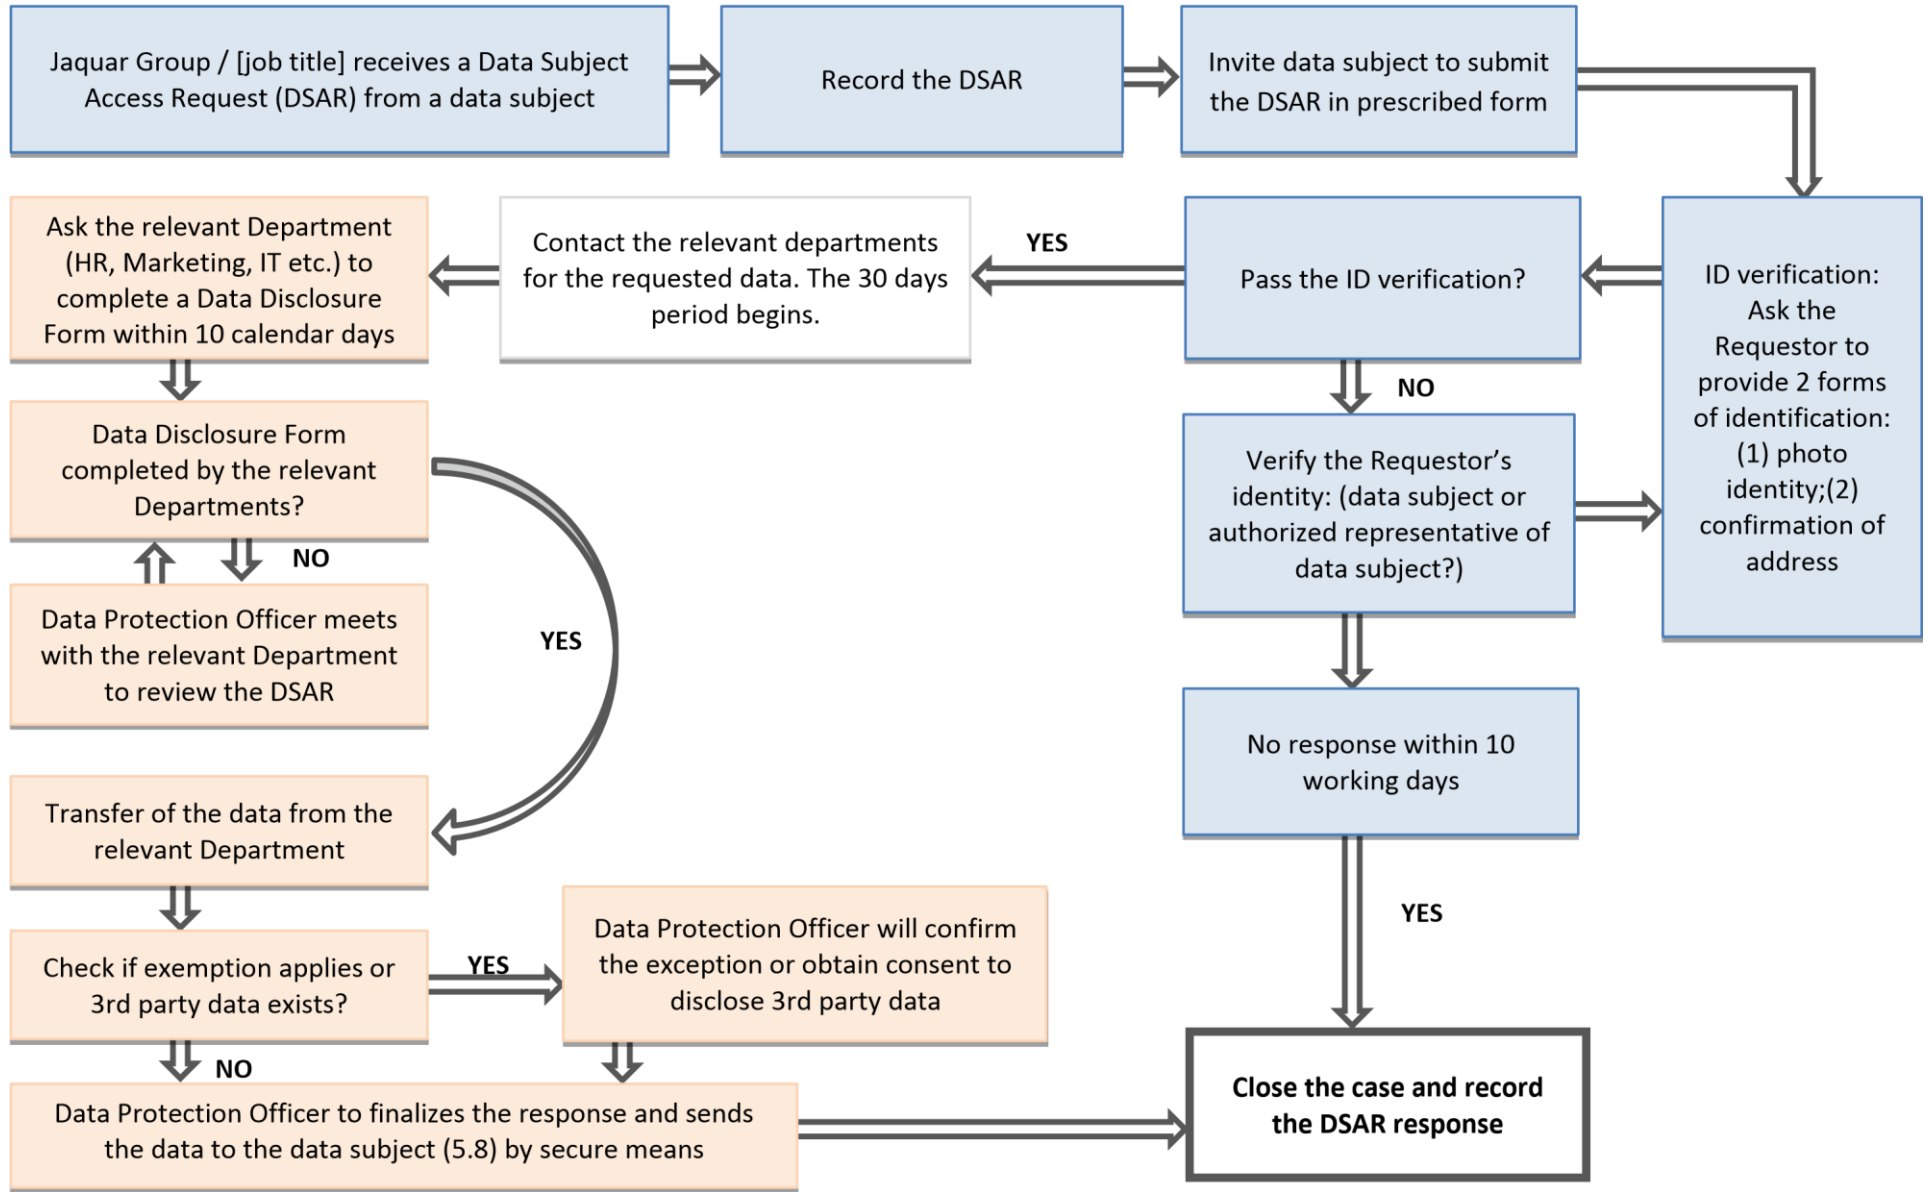 Jaquar Group / [job title] receives a Data Subject
Access Request (DSAR) from a data subject
Record the DSAR
Invite data subject to submit
the DSAR in prescribed form
Ask the relevant Department
(HR, Marketing, IT etc.) to
complete a Data Disclosure
Form within 10 calendar days
Contact the relevant departments
for the requested data. The 30 days
period begins.
YES
Pass the ID verification?
ID verification:
Ask the
Requestor to
provide 2 forms
of identification:
(1) photo
identity;(2)
confirmation of
address
NO
Data Disclosure Form
completed by the relevant
Departments?
Verify the Requestor’s
identity: (data subject or
authorized representative of
data subject?)
NO
Data Protection Officer meets
with the relevant Department
to review the DSAR
YES
No response within 10
working days
Transfer of the data from the
relevant Department
YES
Check if exemption applies or
3rd party data exists?
YES
Data Protection Officer will confirm
the exception or obtain consent to
disclose 3rd party data
NO
Data Protection Officer to finalizes the response and sends
the data to the data subject (5.8) by secure means
Close the case and record
the DSAR response